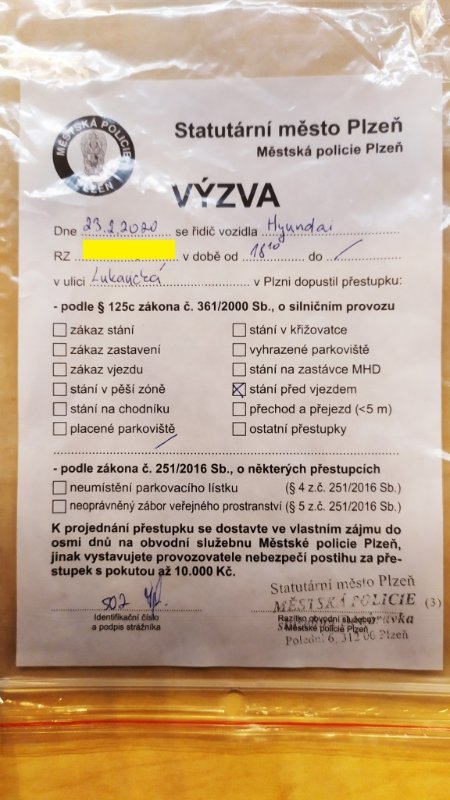 MĚSTSKÁ POLICIE
PLZEŇ
Statutární město Plzeň
Městská policie Plzeň
VÝZVA
Dne 23.2.2020 se řidič vozidla Hyundai
RZ v době od 18¹⁰ do /
v ulici Lukavická v Plzni dopustil přestupku:
- podle § 125c zákona č. 361/2000 Sb., o silničním provozu
zákaz stání
zákaz zastavení
zákaz vjezdu
stání v pěší zóně
stání na chodníku
placené parkoviště
stání v křižovatce
vyhrazené parkoviště
stání na zastávce MHD
stání před vjezdem
přechod a přejezd (<5 m)
ostatní přestupky
- podle zákona č. 251/2016 Sb., o některých přestupcích
neumístění parkovacího lístku (§ 4 z.č. 251/2016 Sb.)
neoprávněný zábor veřejného prostranství (§ 5 z.č. 251/2016 Sb.)
K projednání přestupku se dostavte ve vlastním zájmu do
osmi dnů na obvodní služebnu Městské policie Plzeň,
jinak vystavujete provozovatele nebezpečí postihu za pře-
stupek s pokutou až 10.000 Kč.
502
Identifikační číslo
a podpis strážníka
Statutární město Plzeň
MĚSTSKÁ POLICIE (3)
Razítko obvodní služebny
Městské policie Plzeň
Polední 6, 312 00 Plzeň